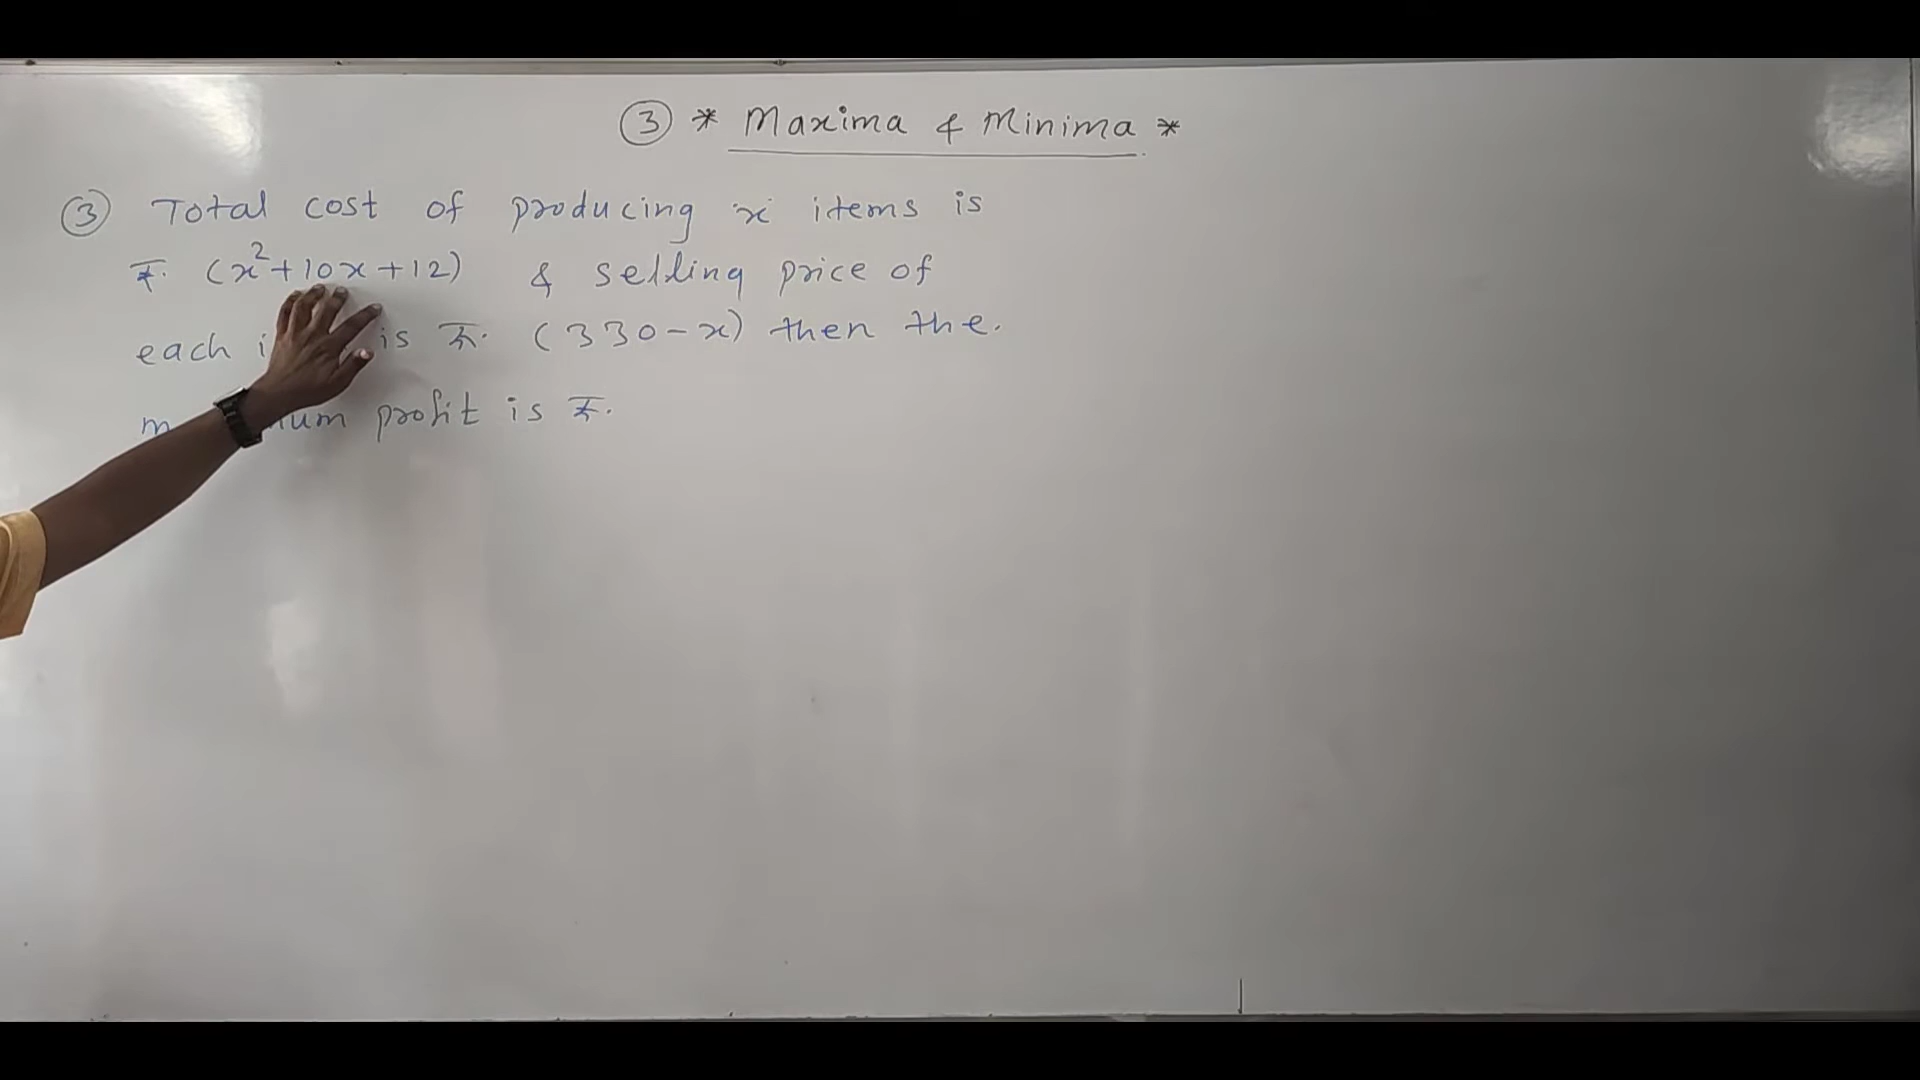 ③ * Maxima & Minima *
③ Total cost of producing x items is
₹. (x²+10x+12) & selling price of
each is ₹. (330-x) then the.
profit is ₹.